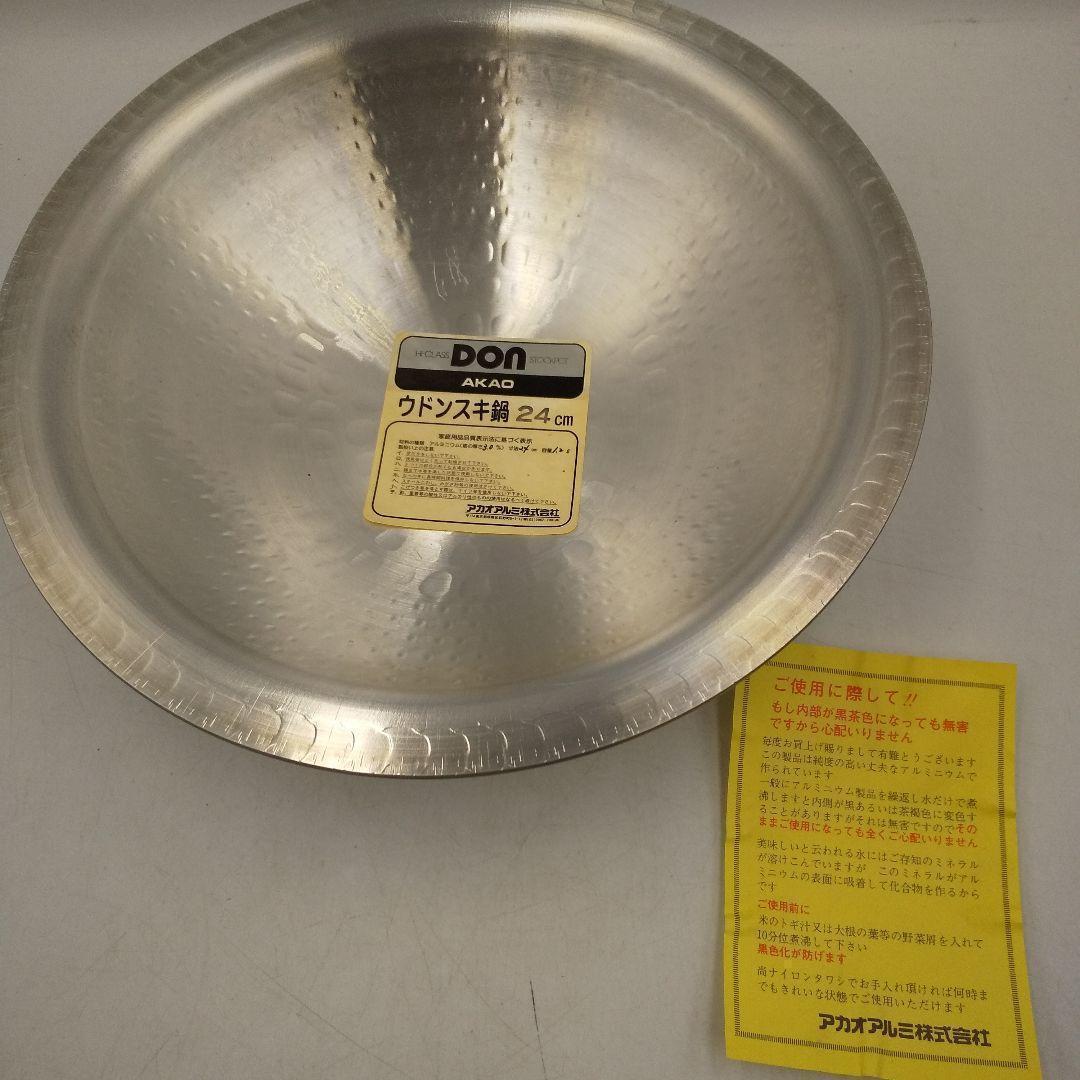 HI-CLASS DON STOCKPOT
AKAO
ウドンスキ鍋 24 cm
家庭用品品質表示法に基づく表示
アカオアルミ株式会社
ご使用に際して!!
もし内部が黒茶色になっても無害
ですから心配いりません
毎度お買上げ賜りまして有難とうございます
この製品は純度の高い丈夫なアルミニウムで
作られています
一般にアルミニウム製品を繰返し水だけで煮
沸しますと内側が黒あるいは茶褐色に変色す
ることがありますがそれは無害ですのでその
ままご使用になっても全くご心配いりません
美味しいと云われる水にはご存知のミネラル
が溶けこんでいますが このミネラルがアル
ミニウムの表面に吸着して化合物を作るから
です
ご使用前に
米のトギ汁又は大根の葉等の野菜屑を入れて
10分位煮沸して下さい
黒色化が防げます
尚ナイロンタワシでお手入れ頂ければ何時ま
でもきれいな状態でご使用いただけます
アカオアルミ株式会社